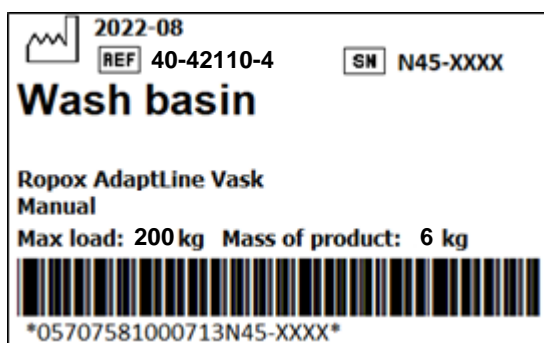 2022-08
REF 40-42110-4 SN N45-XXXX
Wash basin
Ropox AdaptLine Vask
Manual
Max load: 200 kg Mass of product: 6 kg
*05707581000713N45-XXXX*